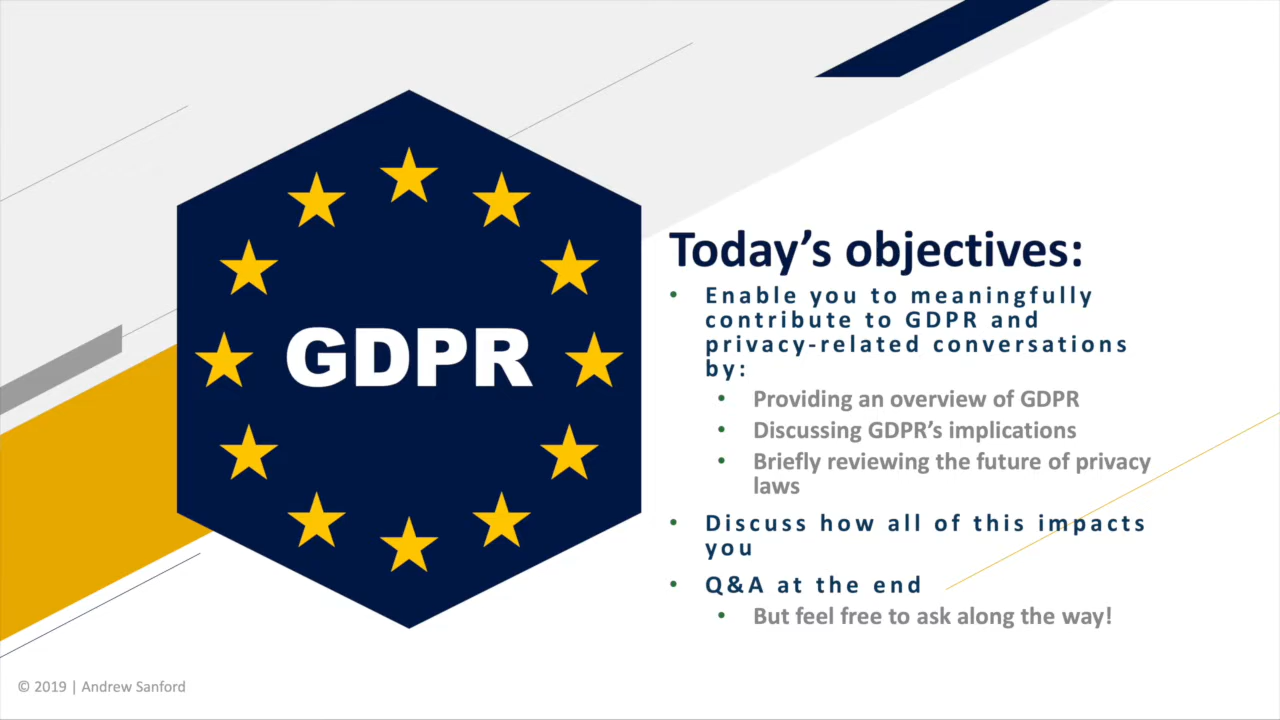 GDPR
Today's objectives:
• Enable you to meaningfully
contribute to GDPR and
privacy-related conversations
by:
• Providing an overview of GDPR
• Discussing GDPR's implications
• Briefly reviewing the future of privacy
laws
• Discuss how all of this impacts
you
• Q&A at the end
• But feel free to ask along the way!
© 2019 | Andrew Sanford